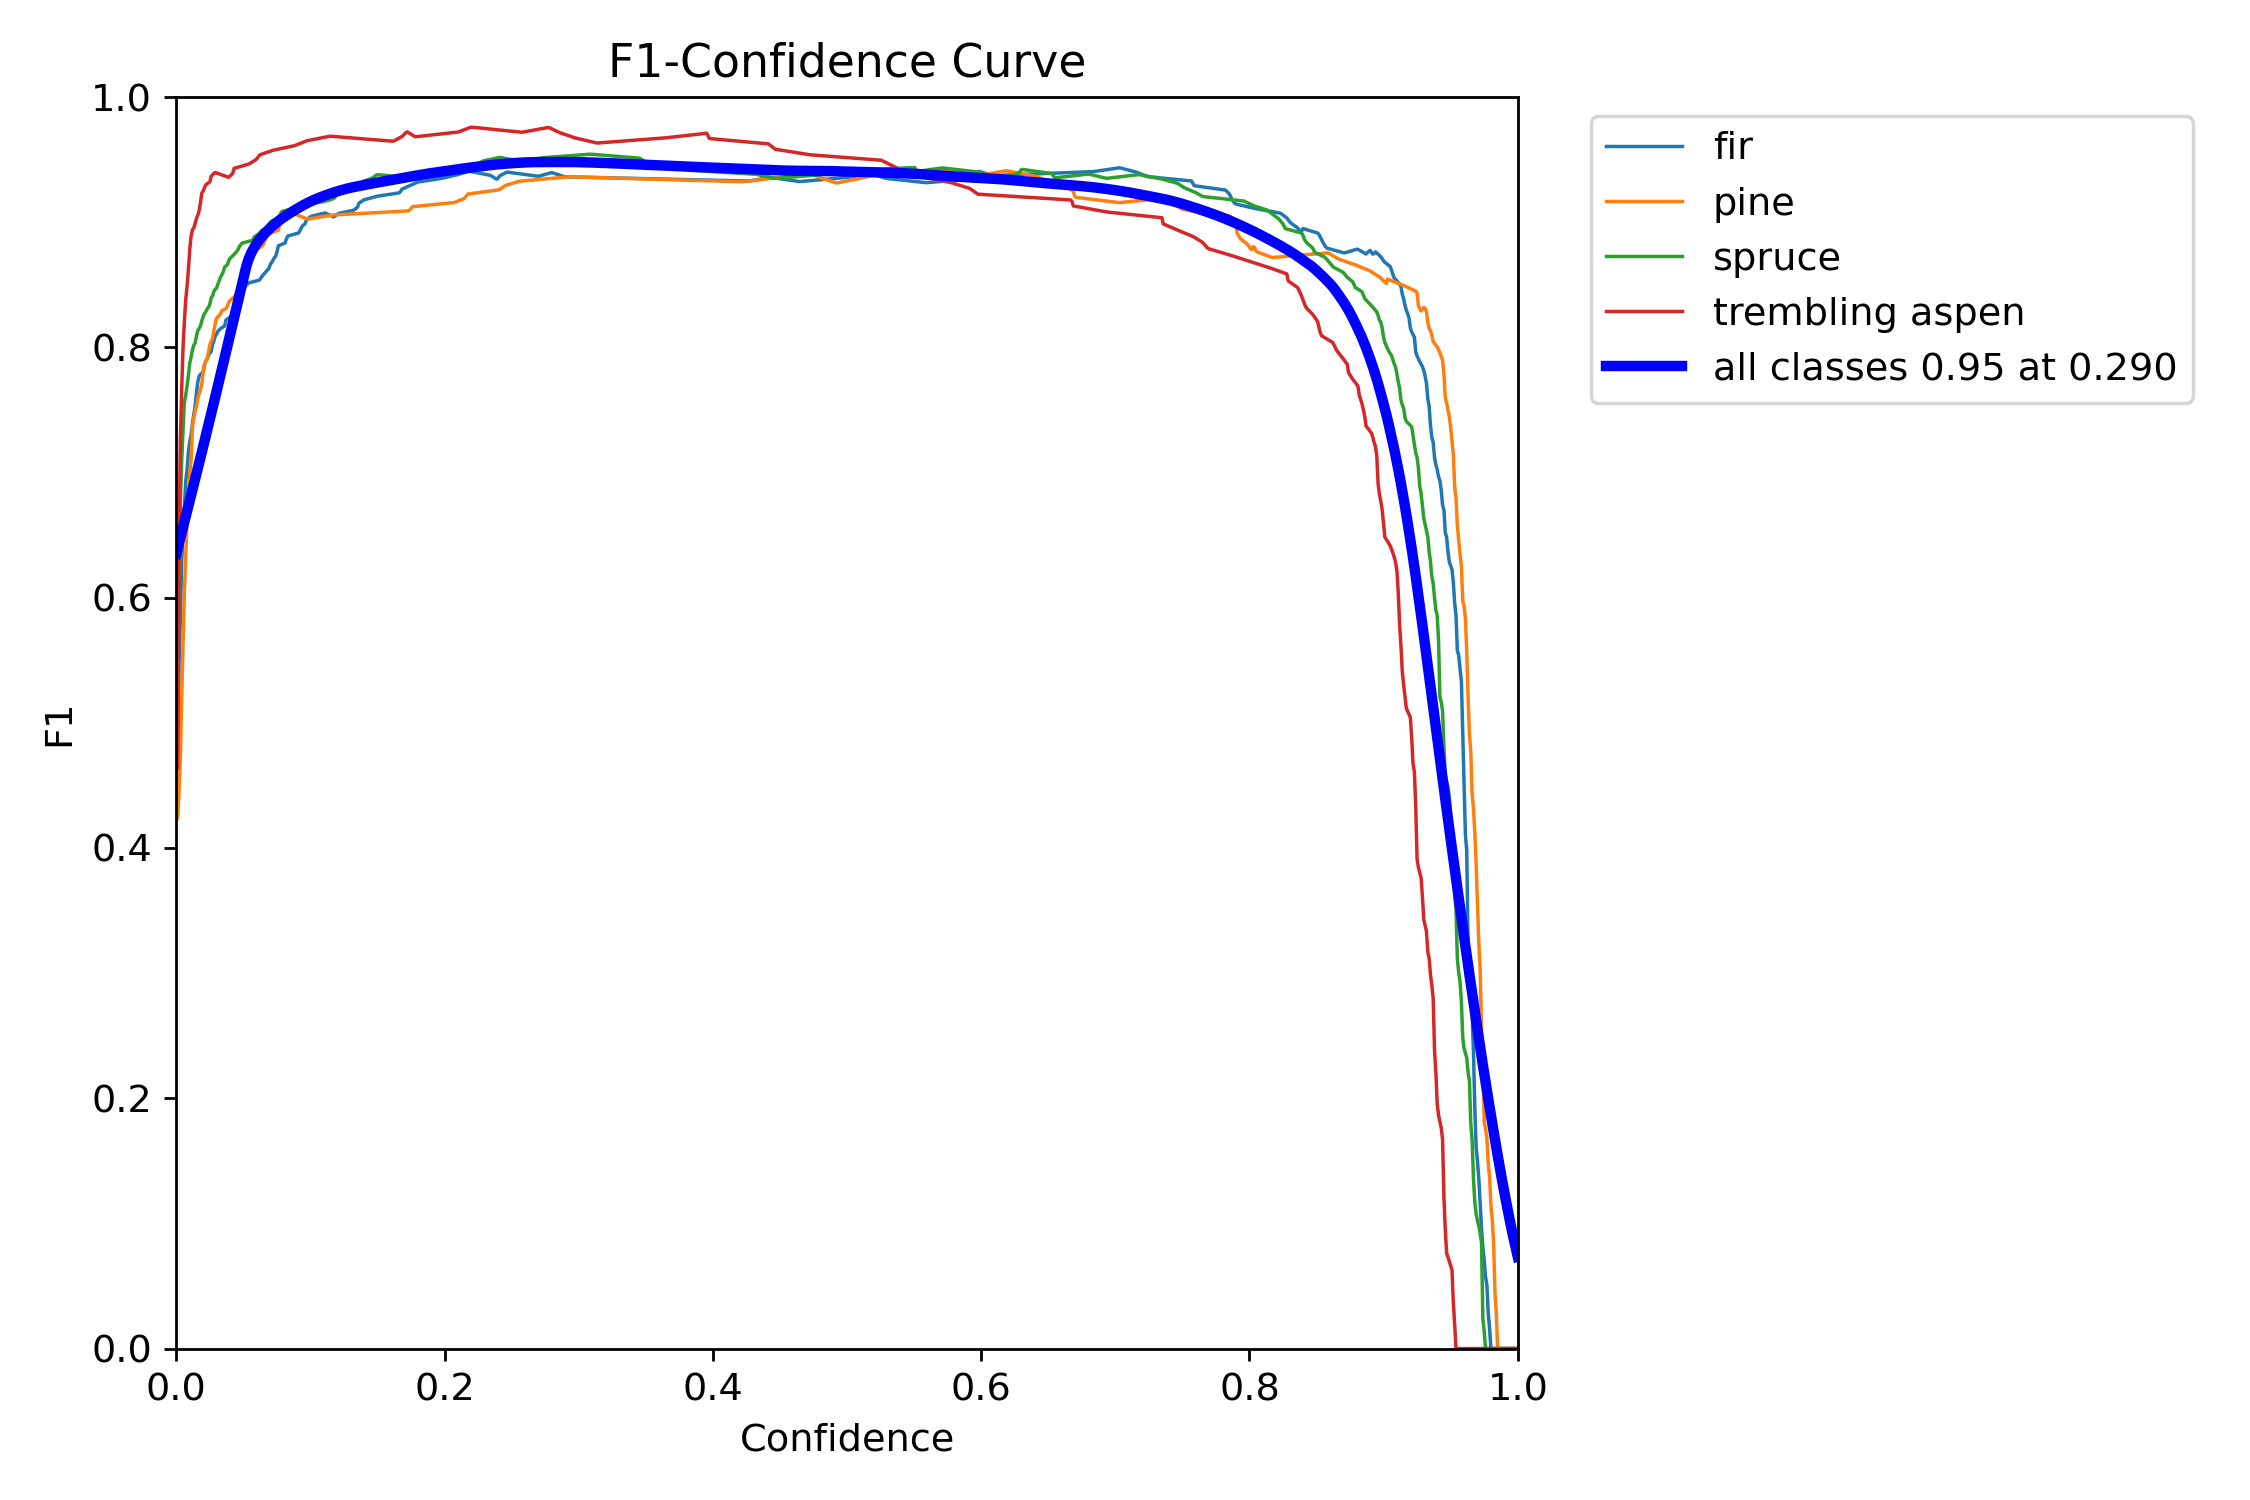 F1-Confidence Curve
1.0
0.8
0.6
0.4
0.2
0.0
F1
0.0 0.2 0.4 0.6 0.8 1.0
Confidence
fir
pine
spruce
trembling aspen
all classes 0.95 at 0.290